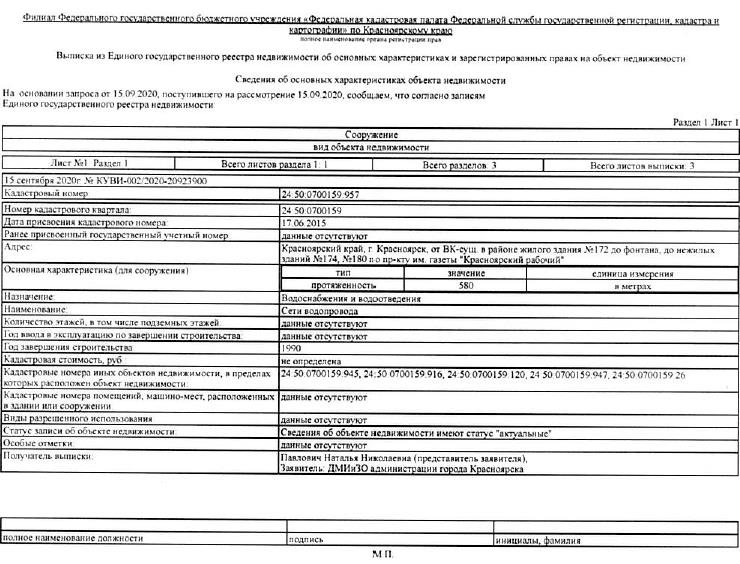 Филиал Федерального государственного бюджетного учреждения «Федеральная кадастровая палата Федеральной службы государственной регистрации, кадастра и
картографии» по Красноярскому краю
полное наименование органа регистрации прав
Выписка из Единого государственного реестра недвижимости об основных характеристиках и зарегистрированных правах на объект недвижимости
Сведения об основных характеристиках объекта недвижимости
На основании запроса от 15.09.2020, поступившего на рассмотрение 15.09.2020, сообщаем, что согласно записям
Единого государственного реестра недвижимости:
Раздел 1 Лист 1
Сооружение
вид объекта недвижимости
Лист №1 Раздел 1 Всего листов раздела 1: 1 Всего разделов: 3 Всего листов выписки: 3
15 сентября 2020г. № КУВИ-002/2020-20923900
Кадастровый номер: 24:50:0700159:957
Номер кадастрового квартала: 24:50:0700159
Дата присвоения кадастрового номера: 17.06.2015
Ранее присвоенный государственный учетный номер: данные отсутствуют
Адрес: Красноярский край, г. Красноярск, от ВК-сущ. в районе жилого здания №172 до фонтана, до нежилых
зданий №174, №180 по пр-кту им. газеты "Красноярский рабочий"
Основная характеристика (для сооружения): тип значение единица измерения
протяженность 580 в метрах
Назначение: Водоснабжения и водоотведения
Наименование: Сети водопровода
Количество этажей, в том числе подземных этажей: данные отсутствуют
Год ввода в эксплуатацию по завершении строительства: данные отсутствуют
Год завершения строительства: 1990
Кадастровая стоимость, руб.: не определена
Кадастровые номера иных объектов недвижимости, в пределах 24:50:0700159:945, 24:50:0700159:916, 24:50:0700159:120, 24:50:0700159:947, 24:50:0700159:26
которых расположен объект недвижимости:
Кадастровые номера помещений, машино-мест, расположенных данные отсутствуют
в здании или сооружении:
Виды разрешенного использования: данные отсутствуют
Статус записи об объекте недвижимости: Сведения об объекте недвижимости имеют статус "актуальные"
Особые отметки: данные отсутствуют
Получатель выписки: Павлович Наталья Николаевна (представитель заявителя),
Заявитель: ДМИиЗО администрации города Красноярска
полное наименование должности подпись инициалы, фамилия
М.П.